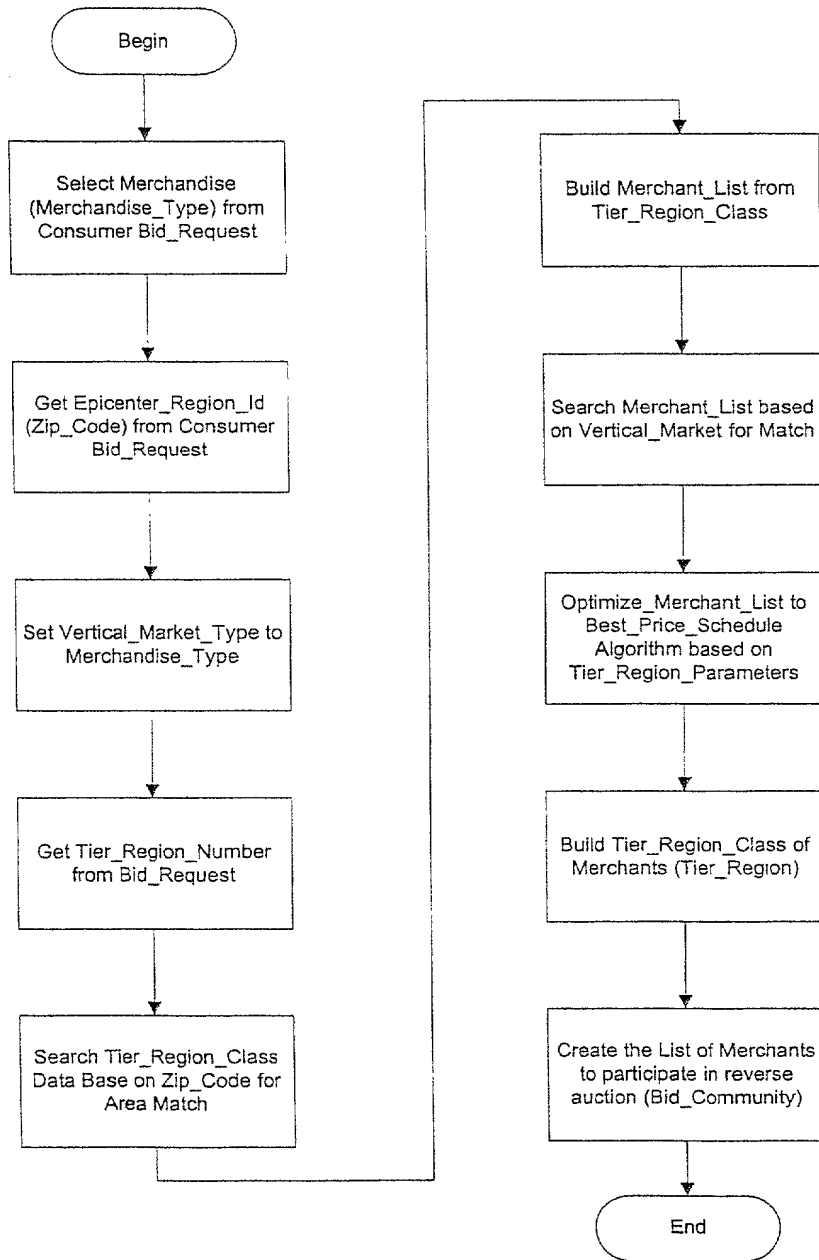 Begin
Select Merchandise
(Merchandise_Type) from
Consumer Bid_Request
Get Epicenter_Region_Id
(Zip_Code) from Consumer
Bid_Request
Set Vertical_Market_Type to
Merchandise_Type
Get Tier_Region_Number
from Bid_Request
Search Tier_Region_Class
Data Base on Zip_Code for
Area Match
Build Merchant_List from
Tier_Region_Class
Search Merchant_List based
on Vertical_Market for Match
Optimize_Merchant_List to
Best_Price_Schedule
Algorithm based on
Tier_Region_Parameters
Build Tier_Region_Class of
Merchants (Tier_Region)
Create the List of Merchants
to participate in reverse
auction (Bid_Community)
End